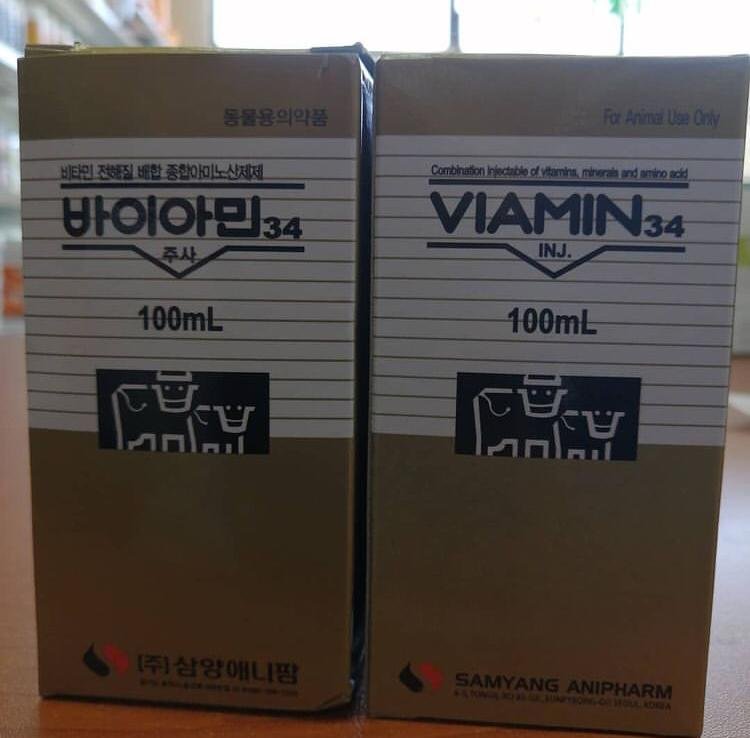 동물용의약품
비타민 전해질 배합 종합아미노산제제
바이아민34
주사
100mL
(주)삼양애니팜
For Animal Use Only
Combination injectable of vitamins, minerals and amino acid
VIAMIN34
INJ.
100mL
SAMYANG ANIPHARM